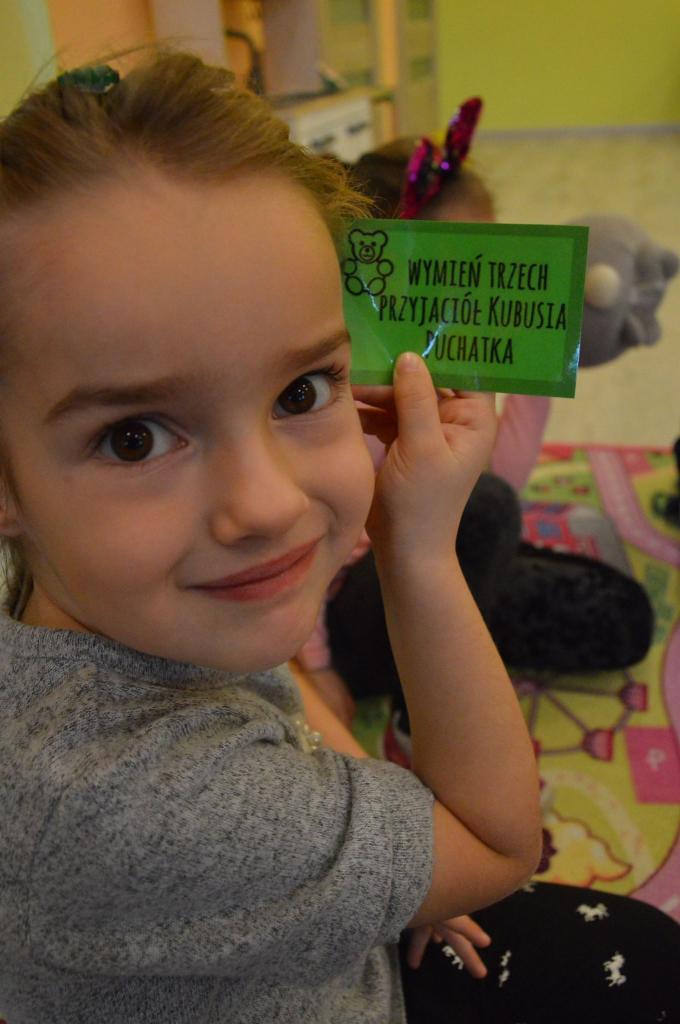 WYMIEŃ TRZECH
PRZYJACIÓŁ KUBUSIA
PUCHATKA